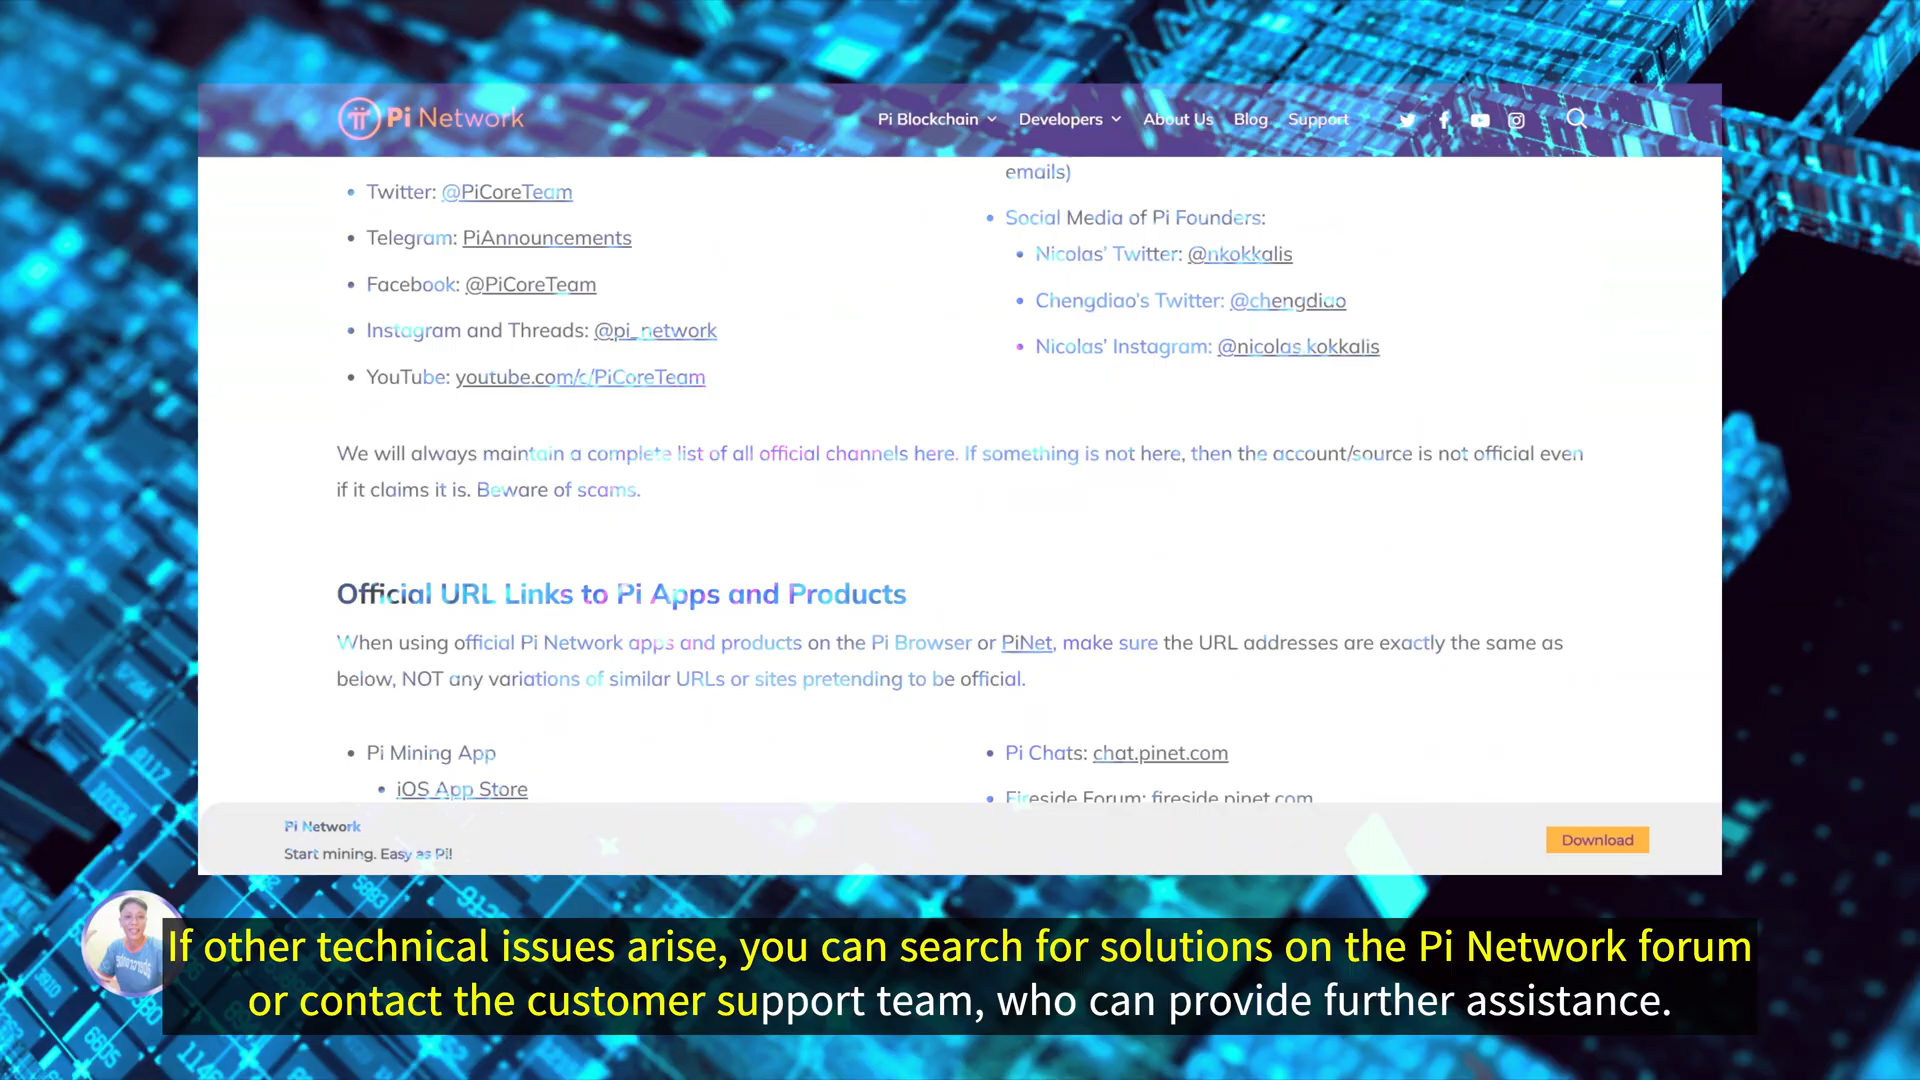 Pi Network
Pi Blockchain
Developers
About Us
Blog
Support
Twitter: @PiCoreTeam
Telegram: PiAnnouncements
Facebook: @PiCoreTeam
Instagram and Threads: @pi_network
YouTube: youtube.com/c/PiCoreTeam
emails)
Social Media of Pi Founders:
Nicolas’ Twitter: @nkokkalis
Chengdiao’s Twitter: @chengdiao
Nicolas’ Instagram: @nicolas.kokkalis
We will always maintain a complete list of all official channels here. If something is not here, then the account/source is not official even
if it claims it is. Beware of scams.
Official URL Links to Pi Apps and Products
When using official Pi Network apps and products on the Pi Browser or PiNet, make sure the URL addresses are exactly the same as
below, NOT any variations of similar URLs or sites pretending to be official.
Pi Mining App
iOS App Store
Pi Chats: chat.pinet.com
Fireside Forum: fireside.pinet.com
Pi Network
Start mining. Easy as Pi!
Download
If other technical issues arise, you can search for solutions on the Pi Network forum
or contact the customer support team, who can provide further assistance.